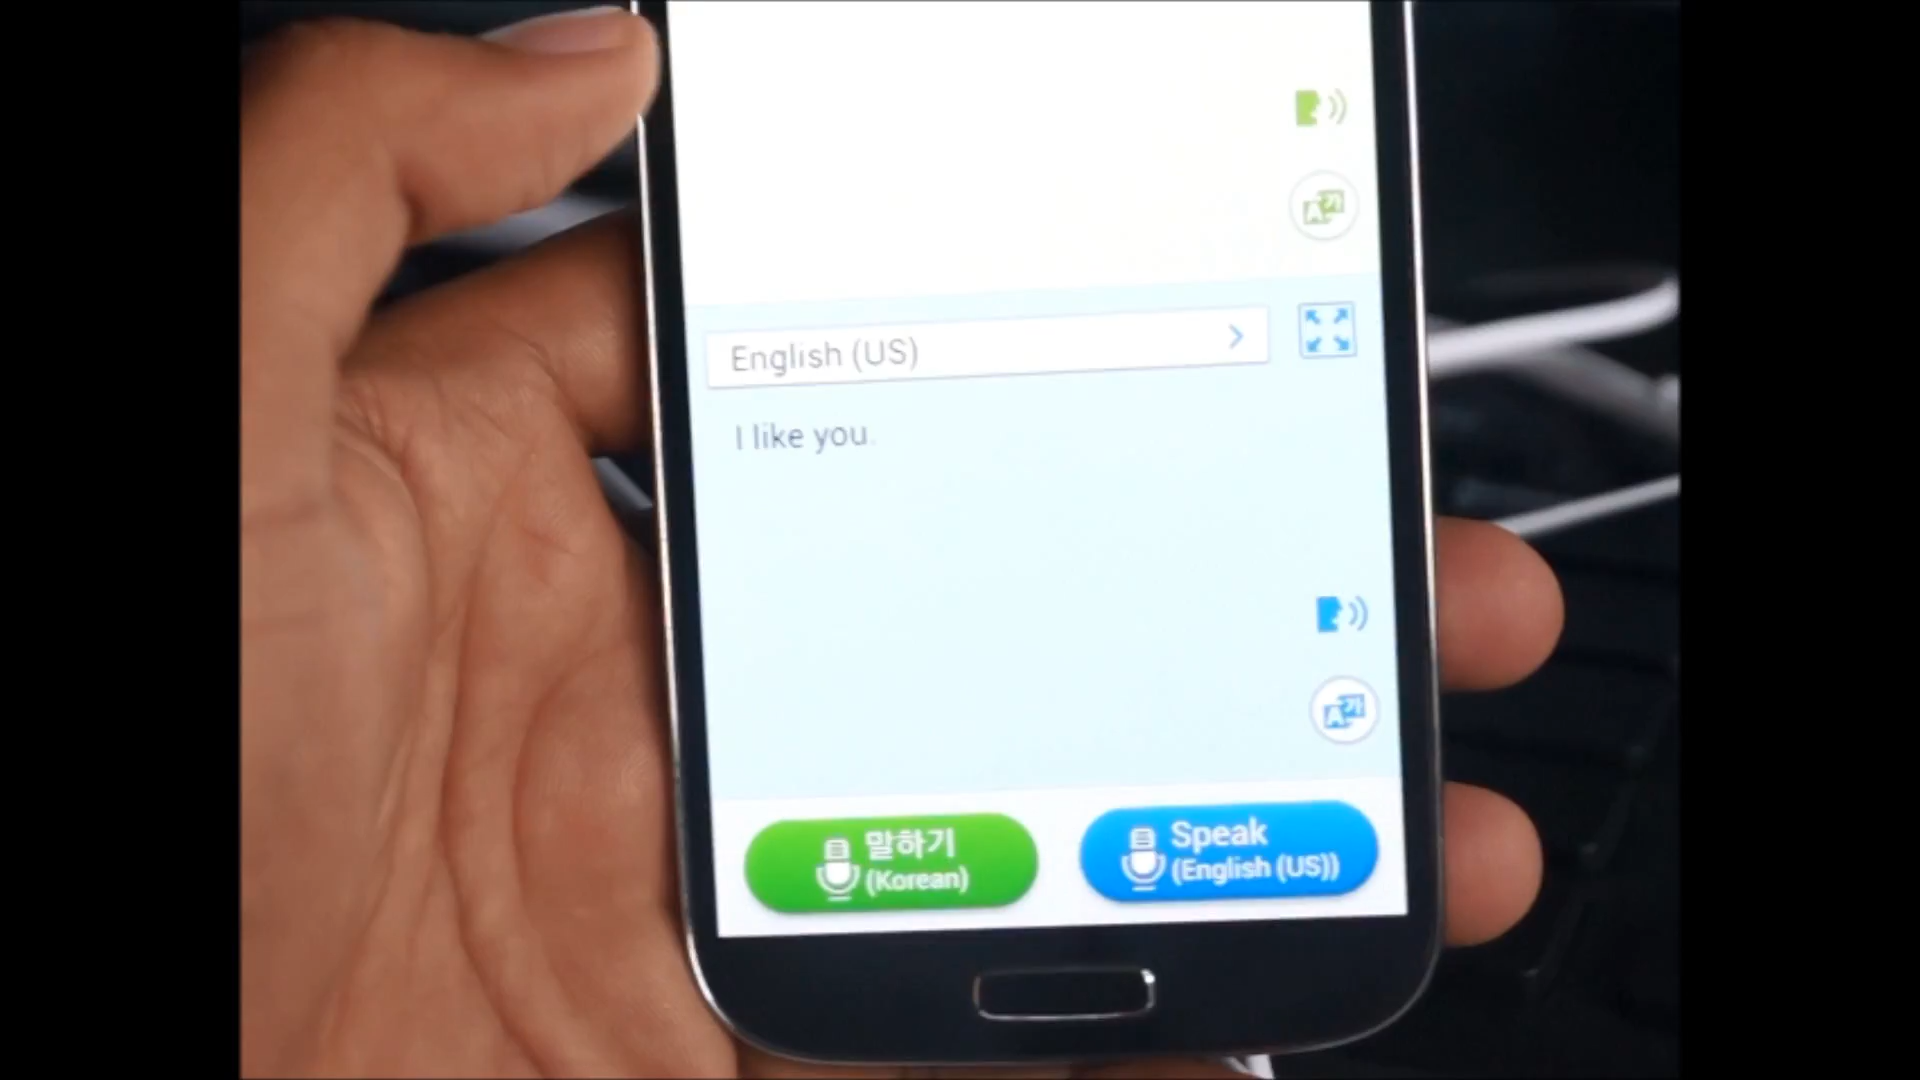 English (US)
I like you.
말하기
(Korean)
Speak
(English (US))